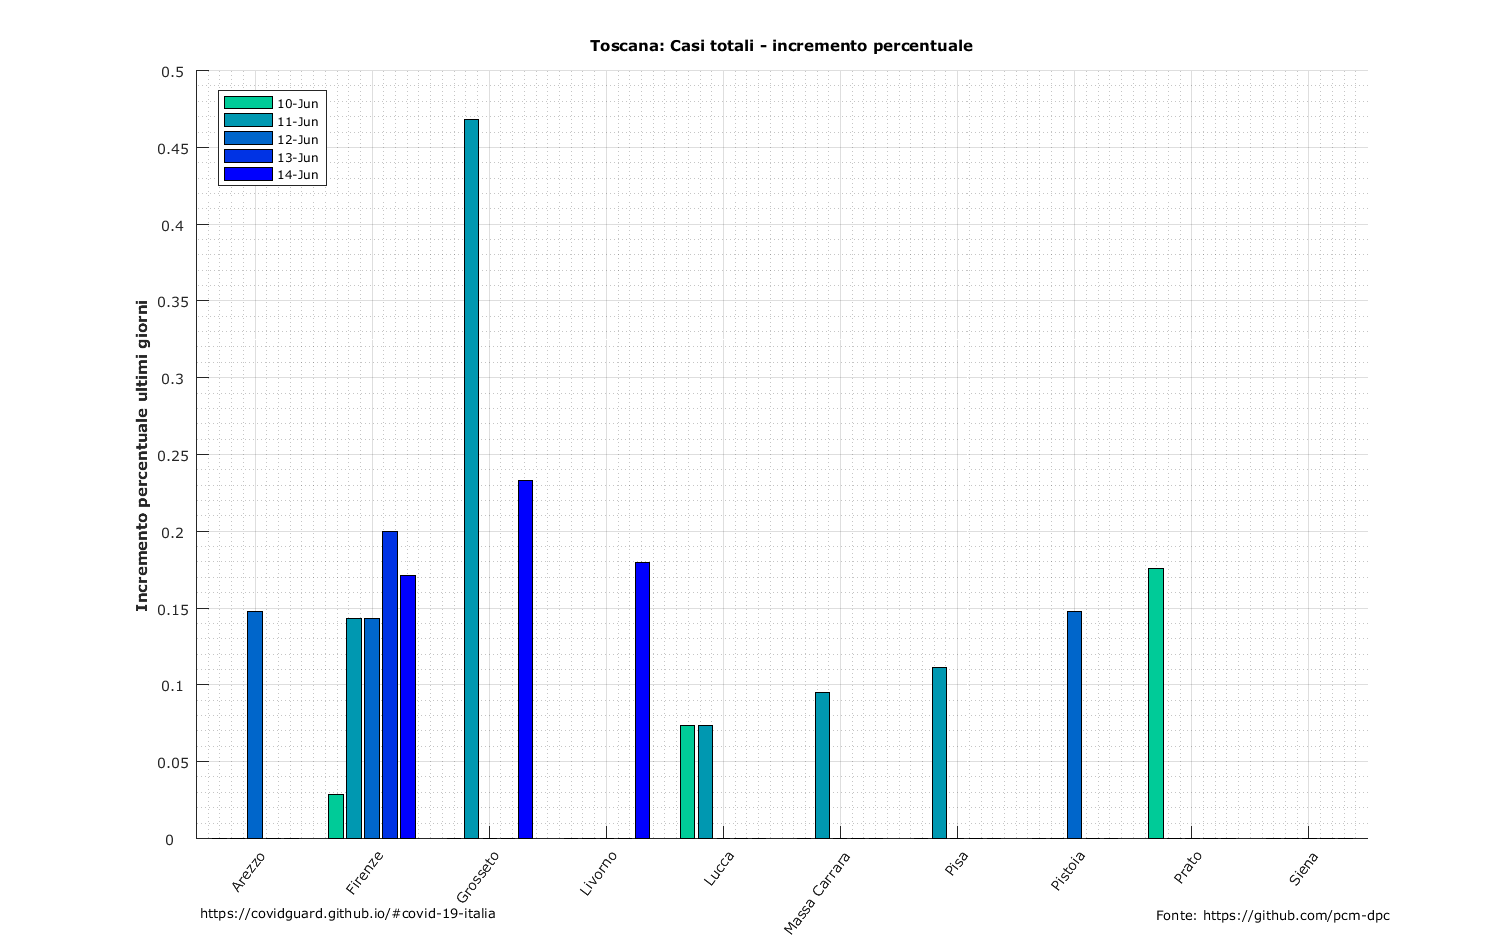 Toscana: Casi totali - incremento percentuale
0.5
0.45
0.4
0.35
0.3
0.25
0.2
0.15
0.1
0.05
0
Incremento percentuale ultimi giorni
10-Jun
11-Jun
12-Jun
13-Jun
14-Jun
Arezzo
Firenze
Grosseto
Livorno
Lucca
Massa Carrara
Pisa
Pistoia
Prato
Siena
https://covidguard.github.io/#covid-19-italia
Fonte: https://github.com/pcm-dpc